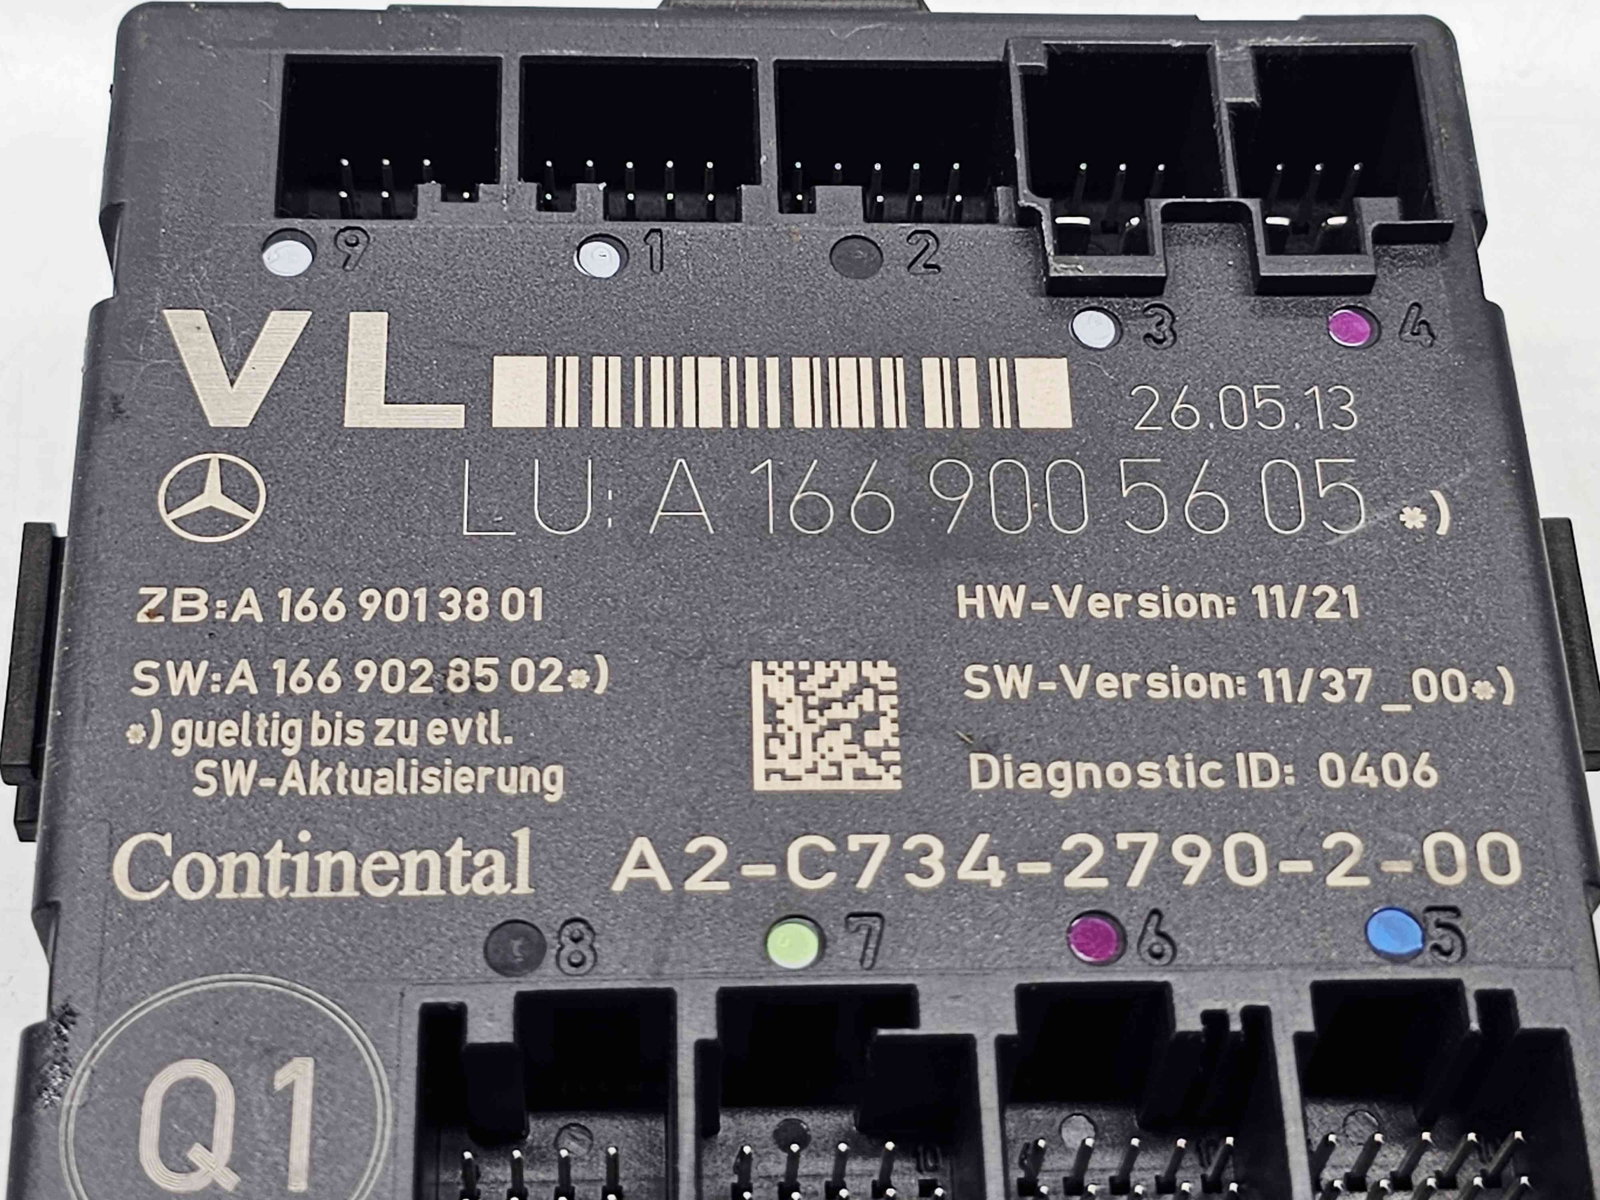 9 1 2
3 4
VL
26.05.13
LU: A 166 900 56 05 *)
ZB:A 166 901 38 01
HW-Version: 11/21
SW:A 166 902 85 02*)
SW-Version: 11/37_00*)
*) gueltig bis zu evtl.
SW-Aktualisierung
Diagnostic ID: 0406
Continental A2-C734-2790-2-00
8 7 6 5
Q1
10